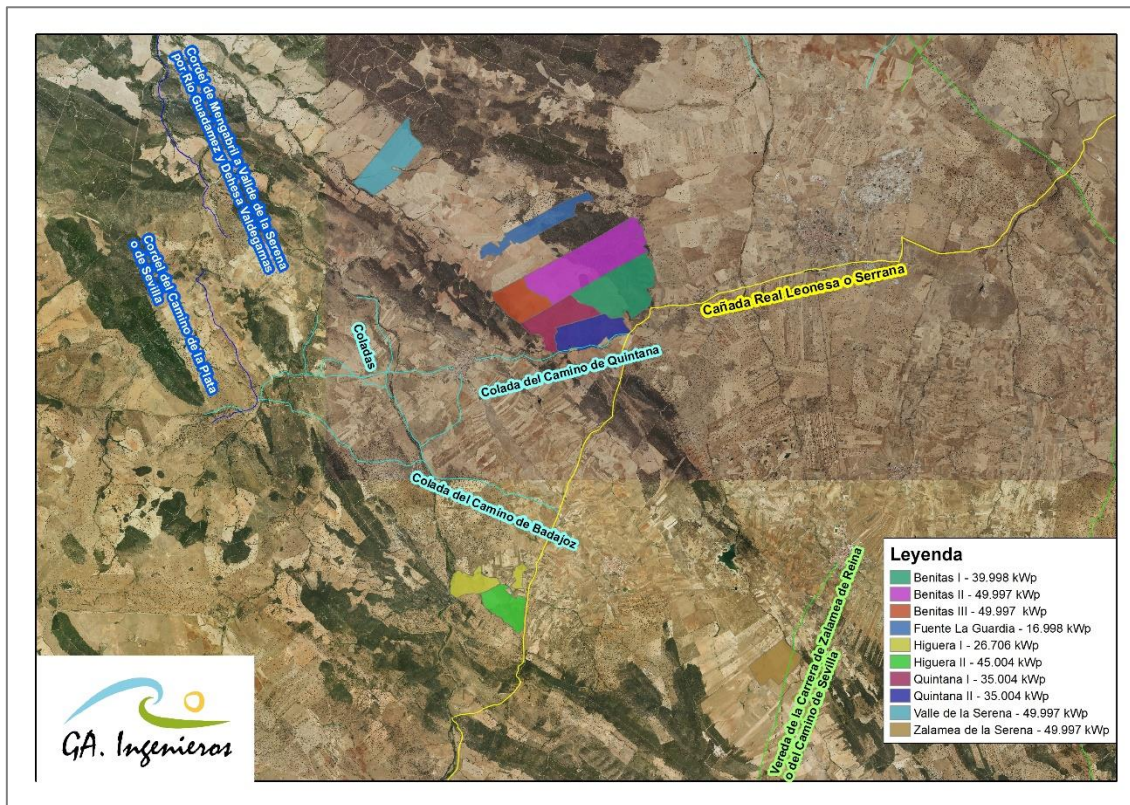 Cordel de Mengabril a Vallde de la Serena
por Río Guadamez y Dehesa Valdegamas
Cordel del Camino de la Plata
o de Sevilla
Coladas
Colada del Camino de Quintana
Cañada Real Leonesa o Serrana
Colada del Camino de Badajoz
Vereda de la Carrera de Zalamea de Reina
o del Camino de Sevilla
Leyenda
Benitas I - 39.998 kWp
Benitas II - 49.997 kWp
Benitas III - 49.997 kWp
Fuente La Guardia - 16.998 kWp
Higuera I - 26.706 kWp
Higuera II - 45.004 kWp
Quintana I - 35.004 kWp
Quintana II - 35.004 kWp
Valle de la Serena - 49.997 kWp
Zalamea de la Serena - 49.997 kWp
GA. Ingenieros